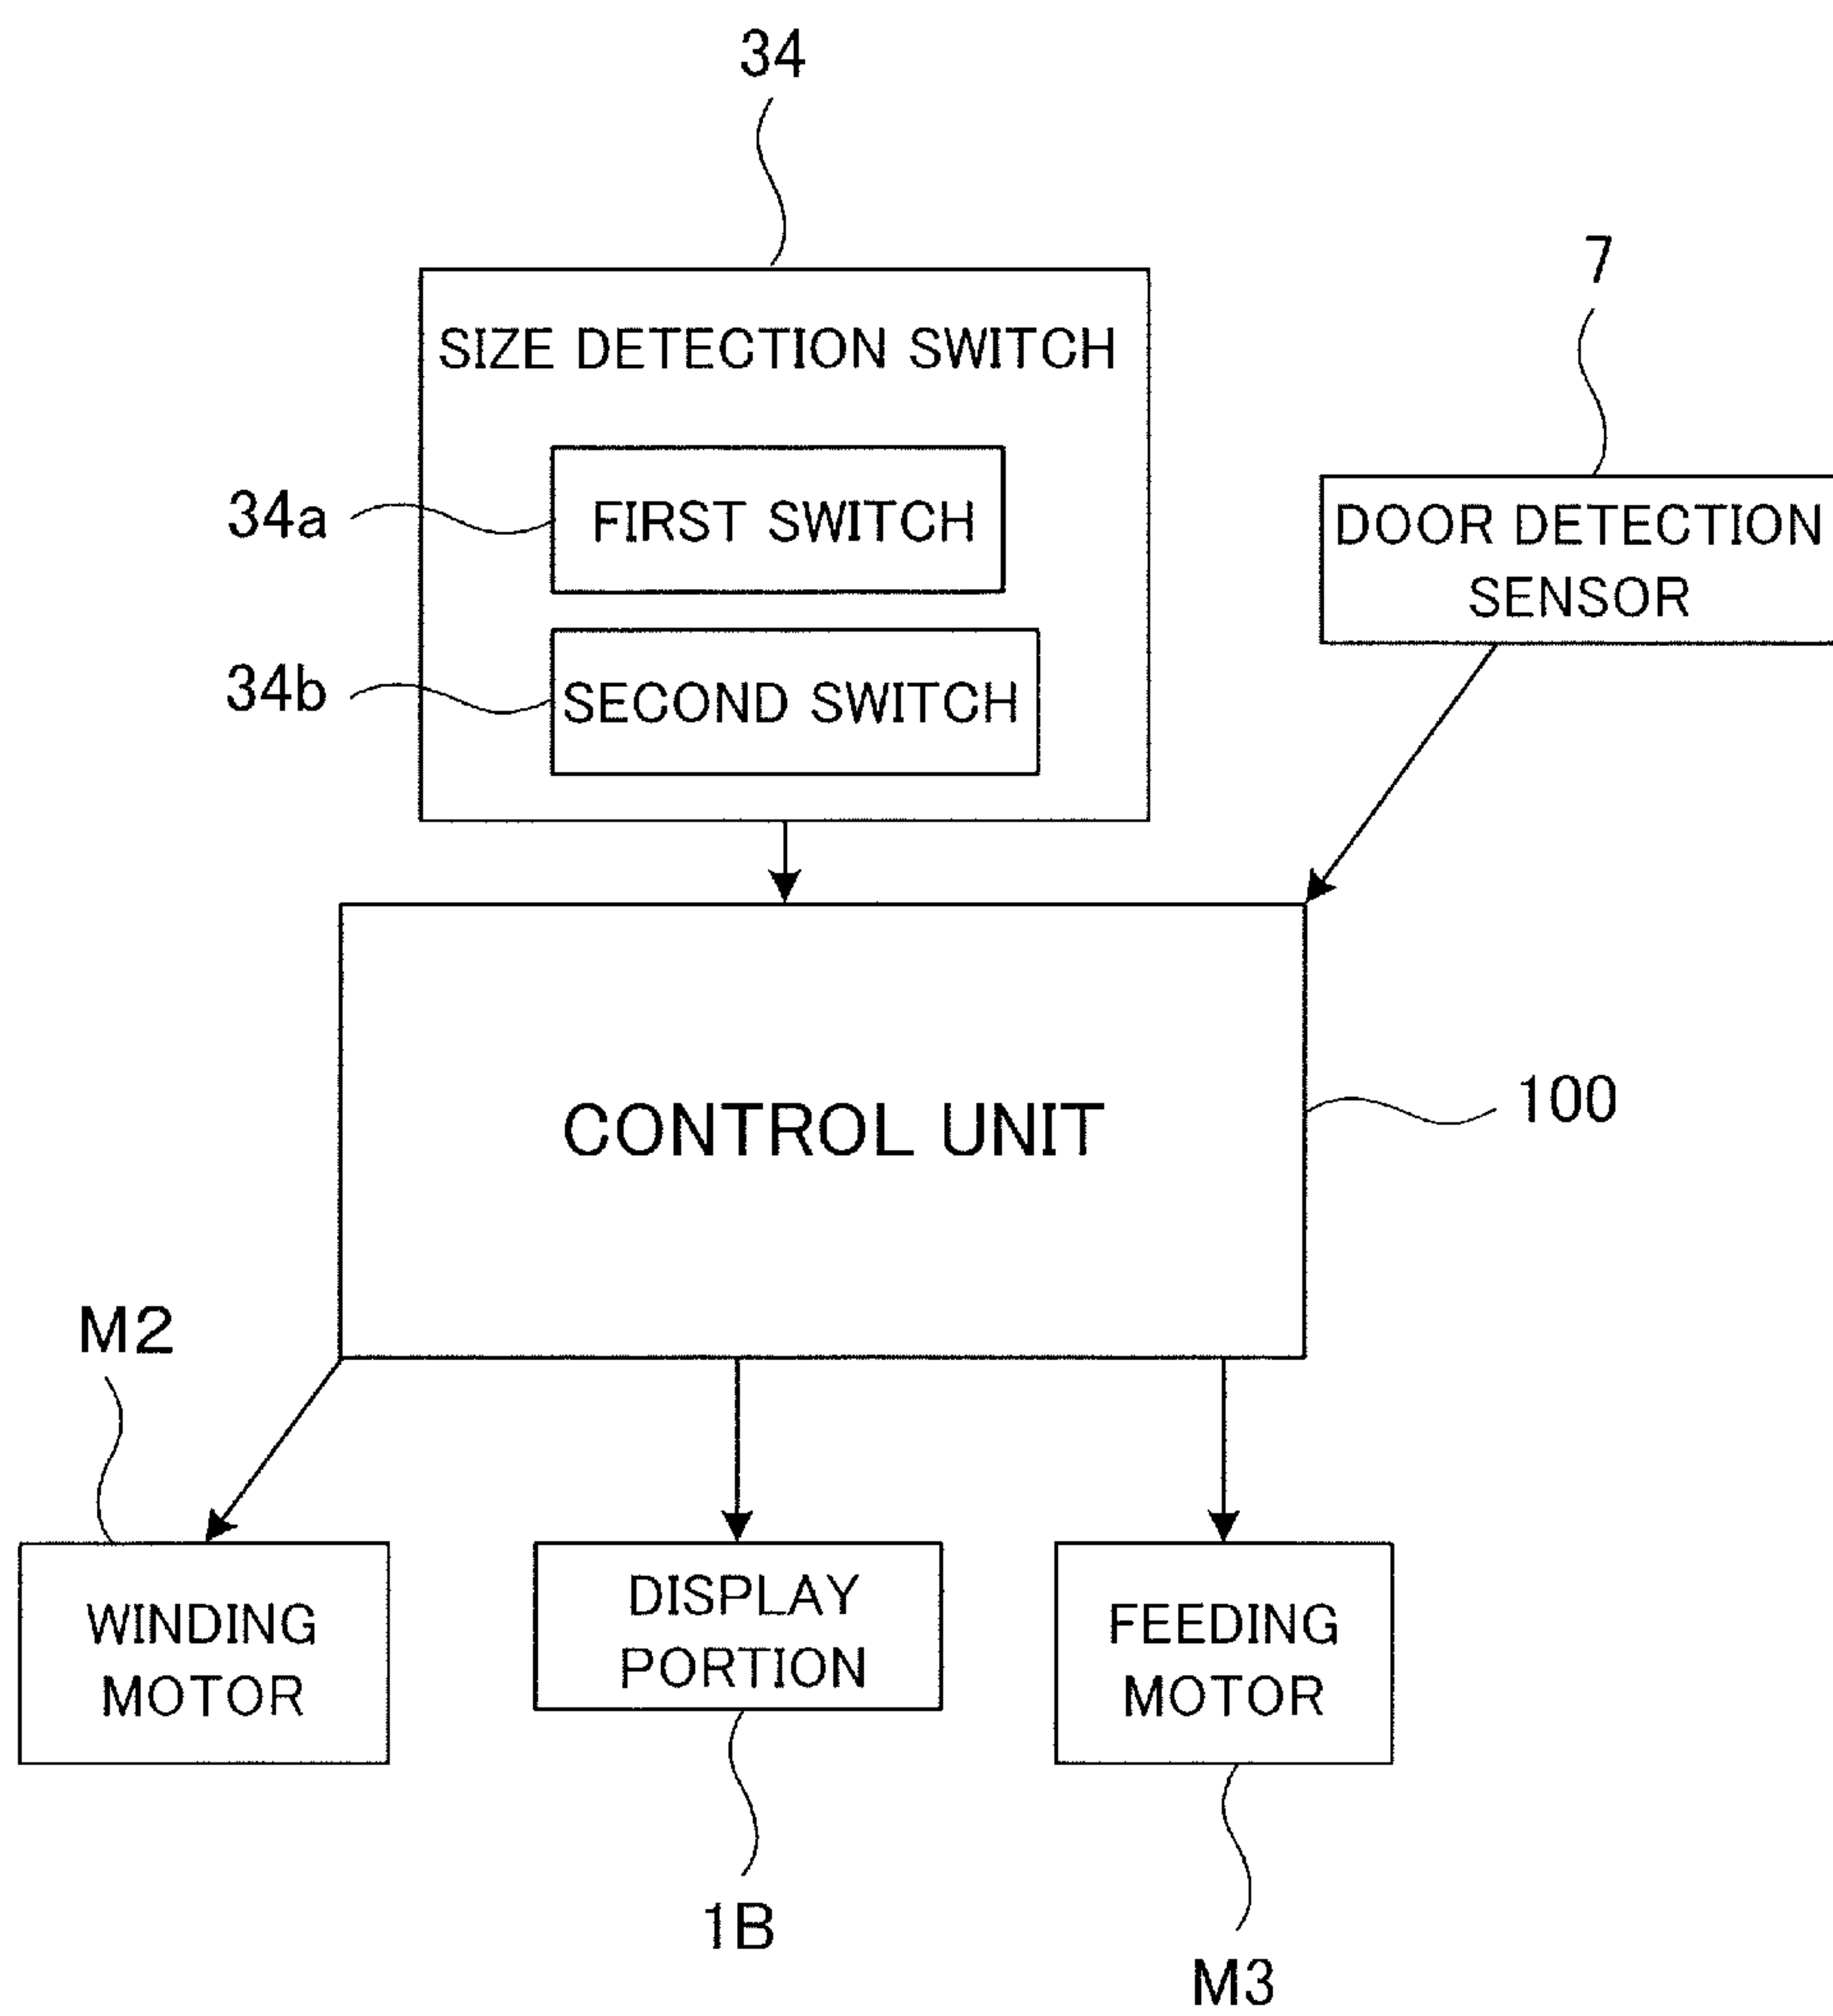 34
7
SIZE DETECTION SWITCH
34a
FIRST SWITCH
DOOR DETECTION
SENSOR
34b
SECOND SWITCH
CONTROL UNIT
100
M2
WINDING
MOTOR
DISPLAY
PORTION
FEEDING
MOTOR
1B
M3